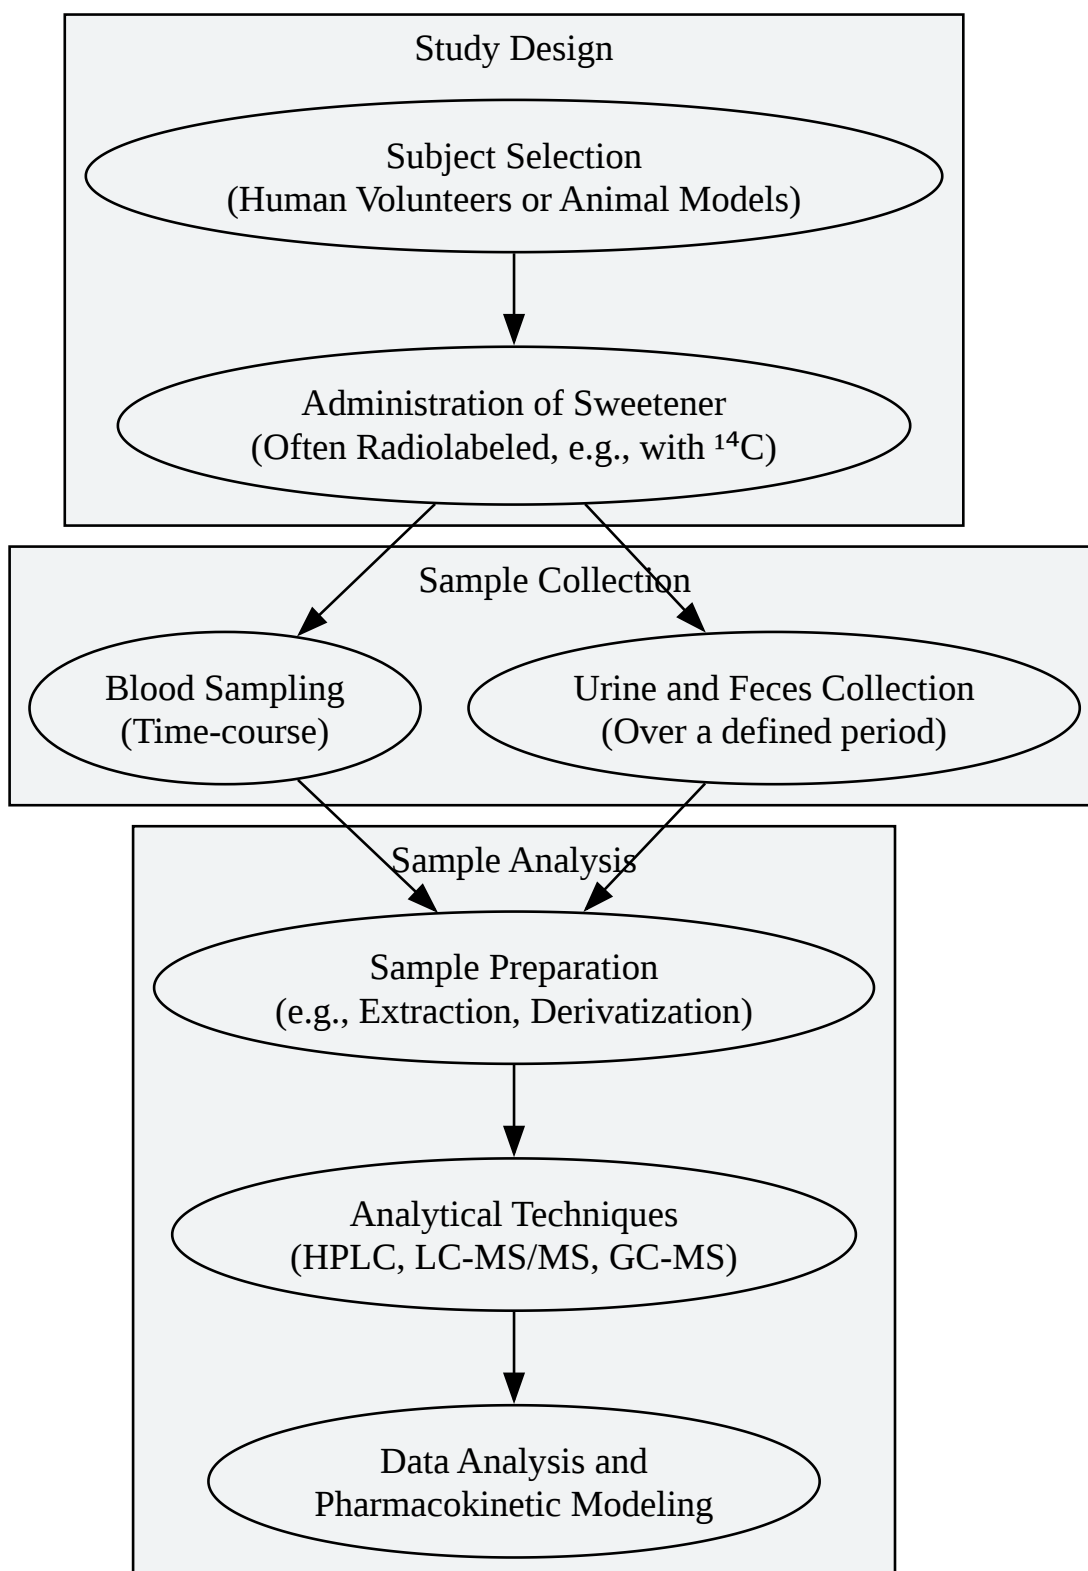 Study Design
Subject Selection
(Human Volunteers or Animal Models)
Administration of Sweetener
(Often Radiolabeled, e.g., with ¹⁴C)
Sample Collection
Blood Sampling
(Time-course)
Urine and Feces Collection
(Over a defined period)
Sample Analysis
Sample Preparation
(e.g., Extraction, Derivatization)
Analytical Techniques
(HPLC, LC-MS/MS, GC-MS)
Data Analysis and
Pharmacokinetic Modeling